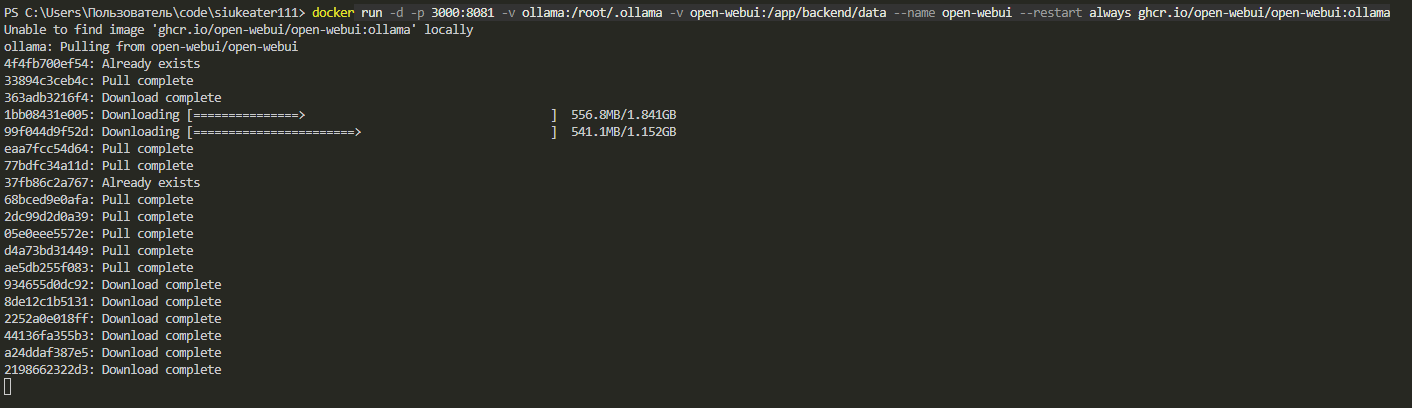 PS C:\Users\Пользователь\code\siukeater111> docker run -d -p 3000:8081 -v ollama:/root/.ollama -v open-webui:/app/backend/data --name open-webui --restart always ghcr.io/open-webui/open-webui:ollama
Unable to find image 'ghcr.io/open-webui/open-webui:ollama' locally
ollama: Pulling from open-webui/open-webui
4f4fb700ef54: Already exists
33894c3ceb4c: Pull complete
363adb3216f4: Download complete
1bb08431e005: Downloading [===============>                                   ]  556.8MB/1.841GB
99f044d9f52d: Downloading [=======================>                           ]  541.1MB/1.152GB
eaa7fcc54d64: Pull complete
77bdfc34a11d: Pull complete
37fb86c2a767: Already exists
68bced9e0afa: Pull complete
2dc99d2d0a39: Pull complete
05e0eee5572e: Pull complete
d4a73bd31449: Pull complete
ae5db255f083: Pull complete
934655d0dc92: Download complete
8de12c1b5131: Download complete
2252a0e018ff: Download complete
44136fa355b3: Download complete
a24ddaf387e5: Download complete
2198662322d3: Download complete